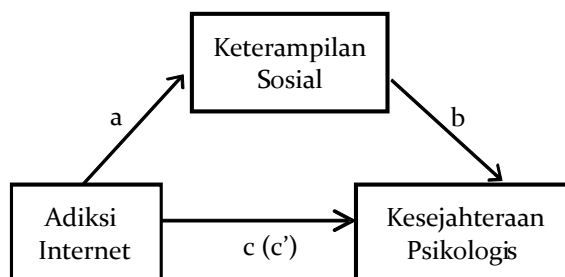 Keterampilan
Sosial
a
b
Adiksi
Internet
c (c’)
Kesejahteraan
Psikologis